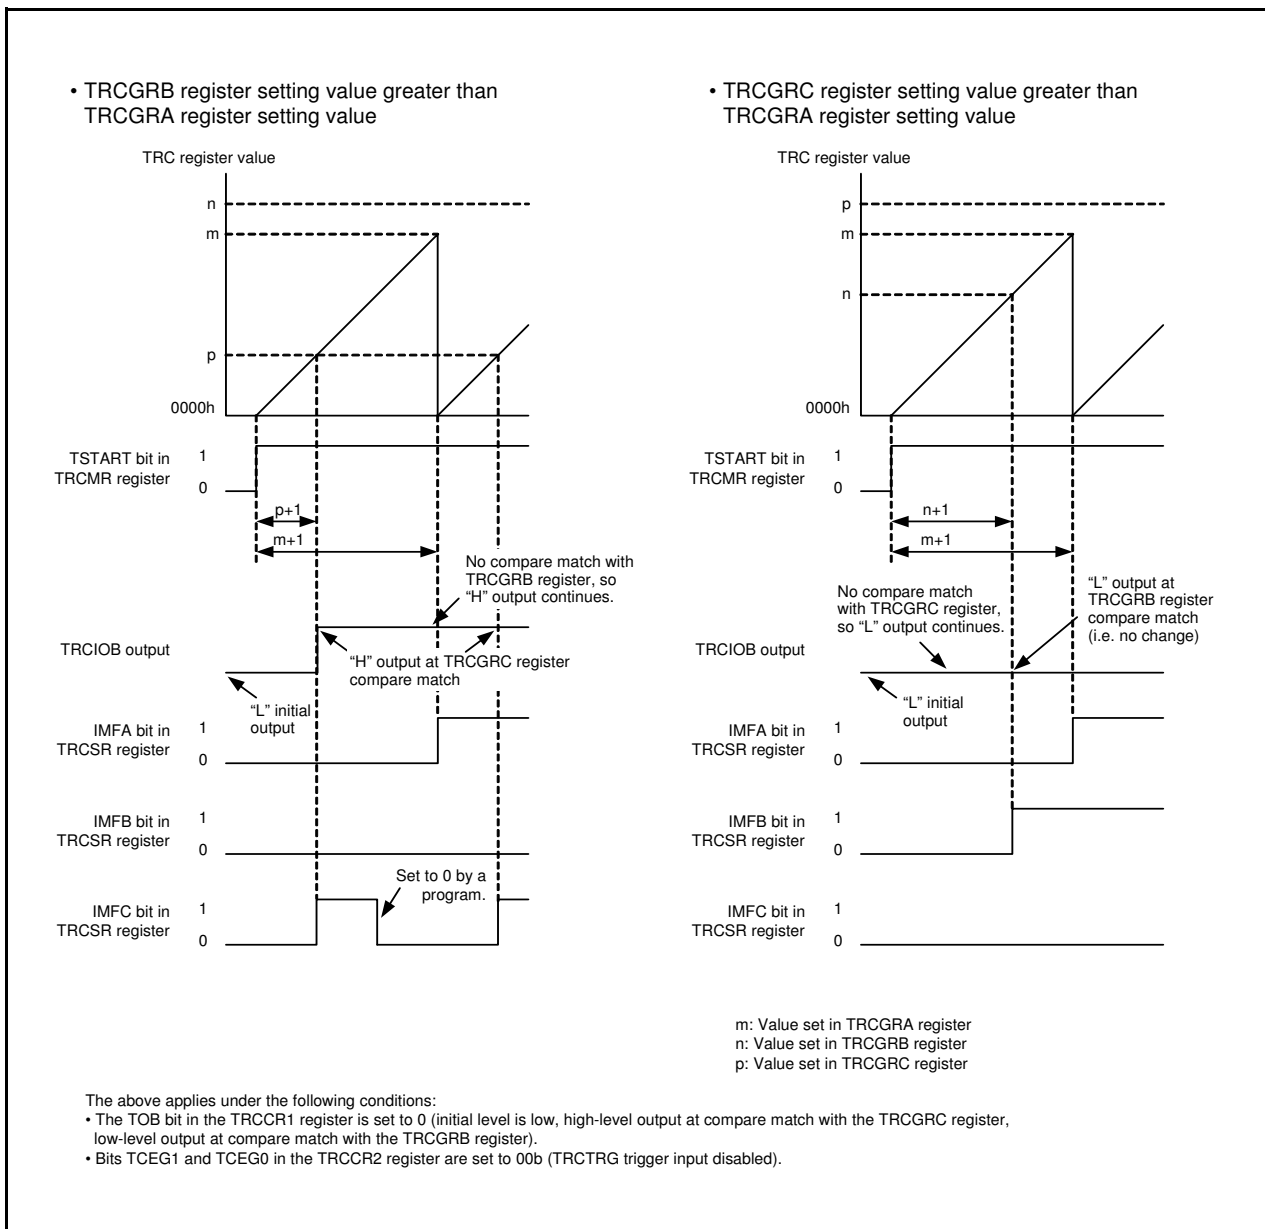 • TRCGRB register setting value greater than
TRCGRA register setting value
TRC register value
n
m
p
0000h
TSTART bit in
TRCMR register
1
0
p+1
m+1
No compare match with
TRCGRB register, so
“H” output continues.
TRCIOB output
“H” output at TRCGRC register
compare match
“L” initial
output
IMFA bit in
TRCSR register
1
0
IMFB bit in
TRCSR register
1
0
Set to 0 by a
program.
IMFC bit in
TRCSR register
1
0
• TRCGRC register setting value greater than
TRCGRA register setting value
TRC register value
p
m
n
0000h
TSTART bit in
TRCMR register
1
0
n+1
m+1
No compare match
with TRCGRC register,
so “L” output continues.
“L” output at
TRCGRB register
compare match
(i.e. no change)
TRCIOB output
“L” initial
output
IMFA bit in
TRCSR register
1
0
IMFB bit in
TRCSR register
1
0
IMFC bit in
TRCSR register
1
0
m: Value set in TRCGRA register
n: Value set in TRCGRB register
p: Value set in TRCGRC register
The above applies under the following conditions:
• The TOB bit in the TRCCR1 register is set to 0 (initial level is low, high-level output at compare match with the TRCGRC register,
low-level output at compare match with the TRCGRB register).
• Bits TCEG1 and TCEG0 in the TRCCR2 register are set to 00b (TRCTRG trigger input disabled).